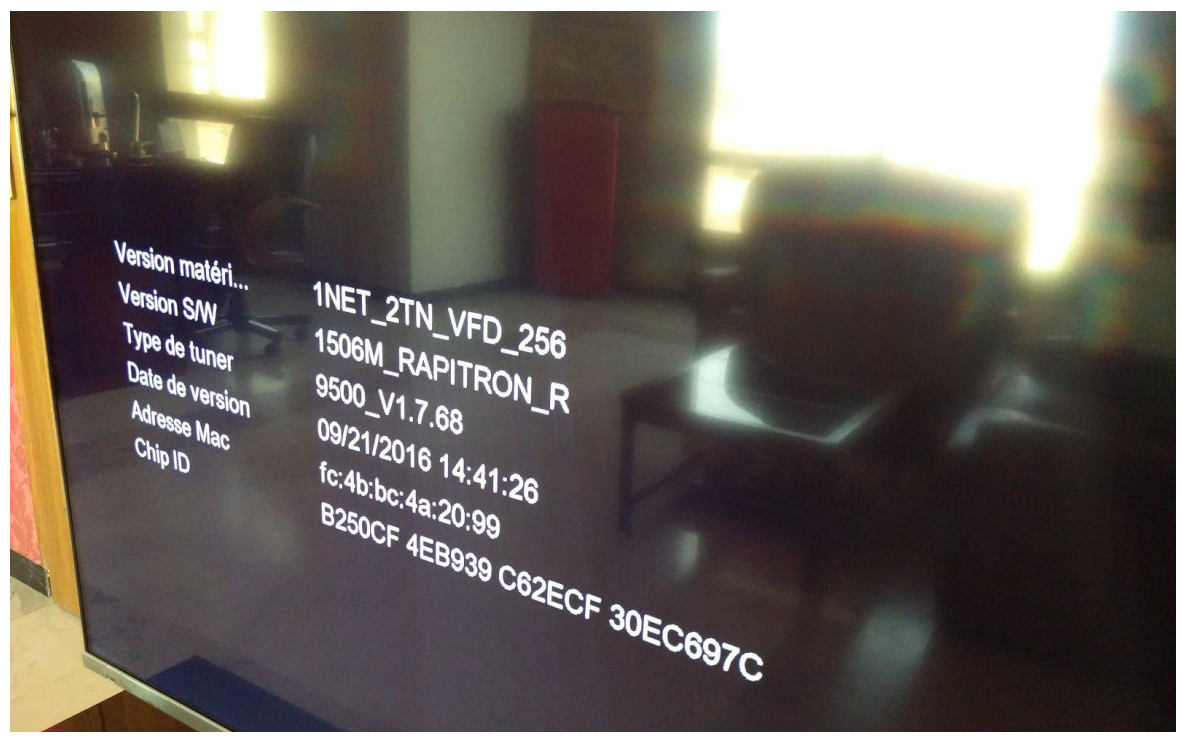 Version matéri... 1NET_2TN_VFD_256
Version S/W 1506M_RAPITRON_R
Type de tuner 9500_V1.7.68
Date de version 09/21/2016 14:41:26
Adresse Mac fc:4b:bc:4a:20:99
Chip ID B250CF 4EB939 C62ECF 30EC697C